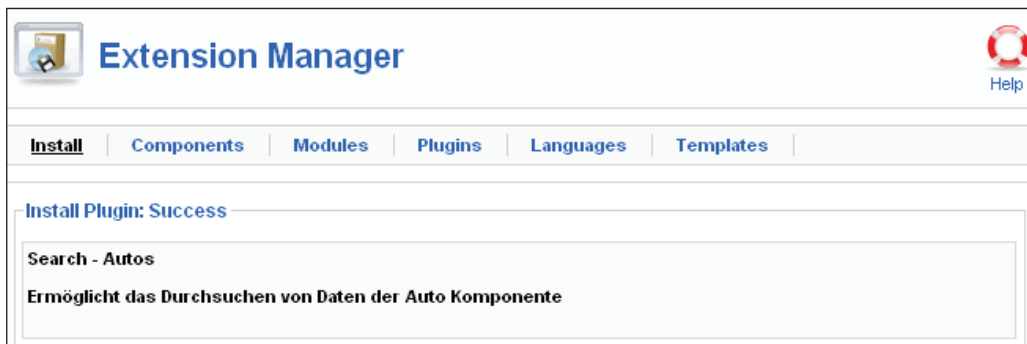 Extension Manager
Help
Install Components Modules Plugins Languages Templates
Install Plugin: Success
Search - Autos
Ermöglicht das Durchsuchen von Daten der Auto Komponente